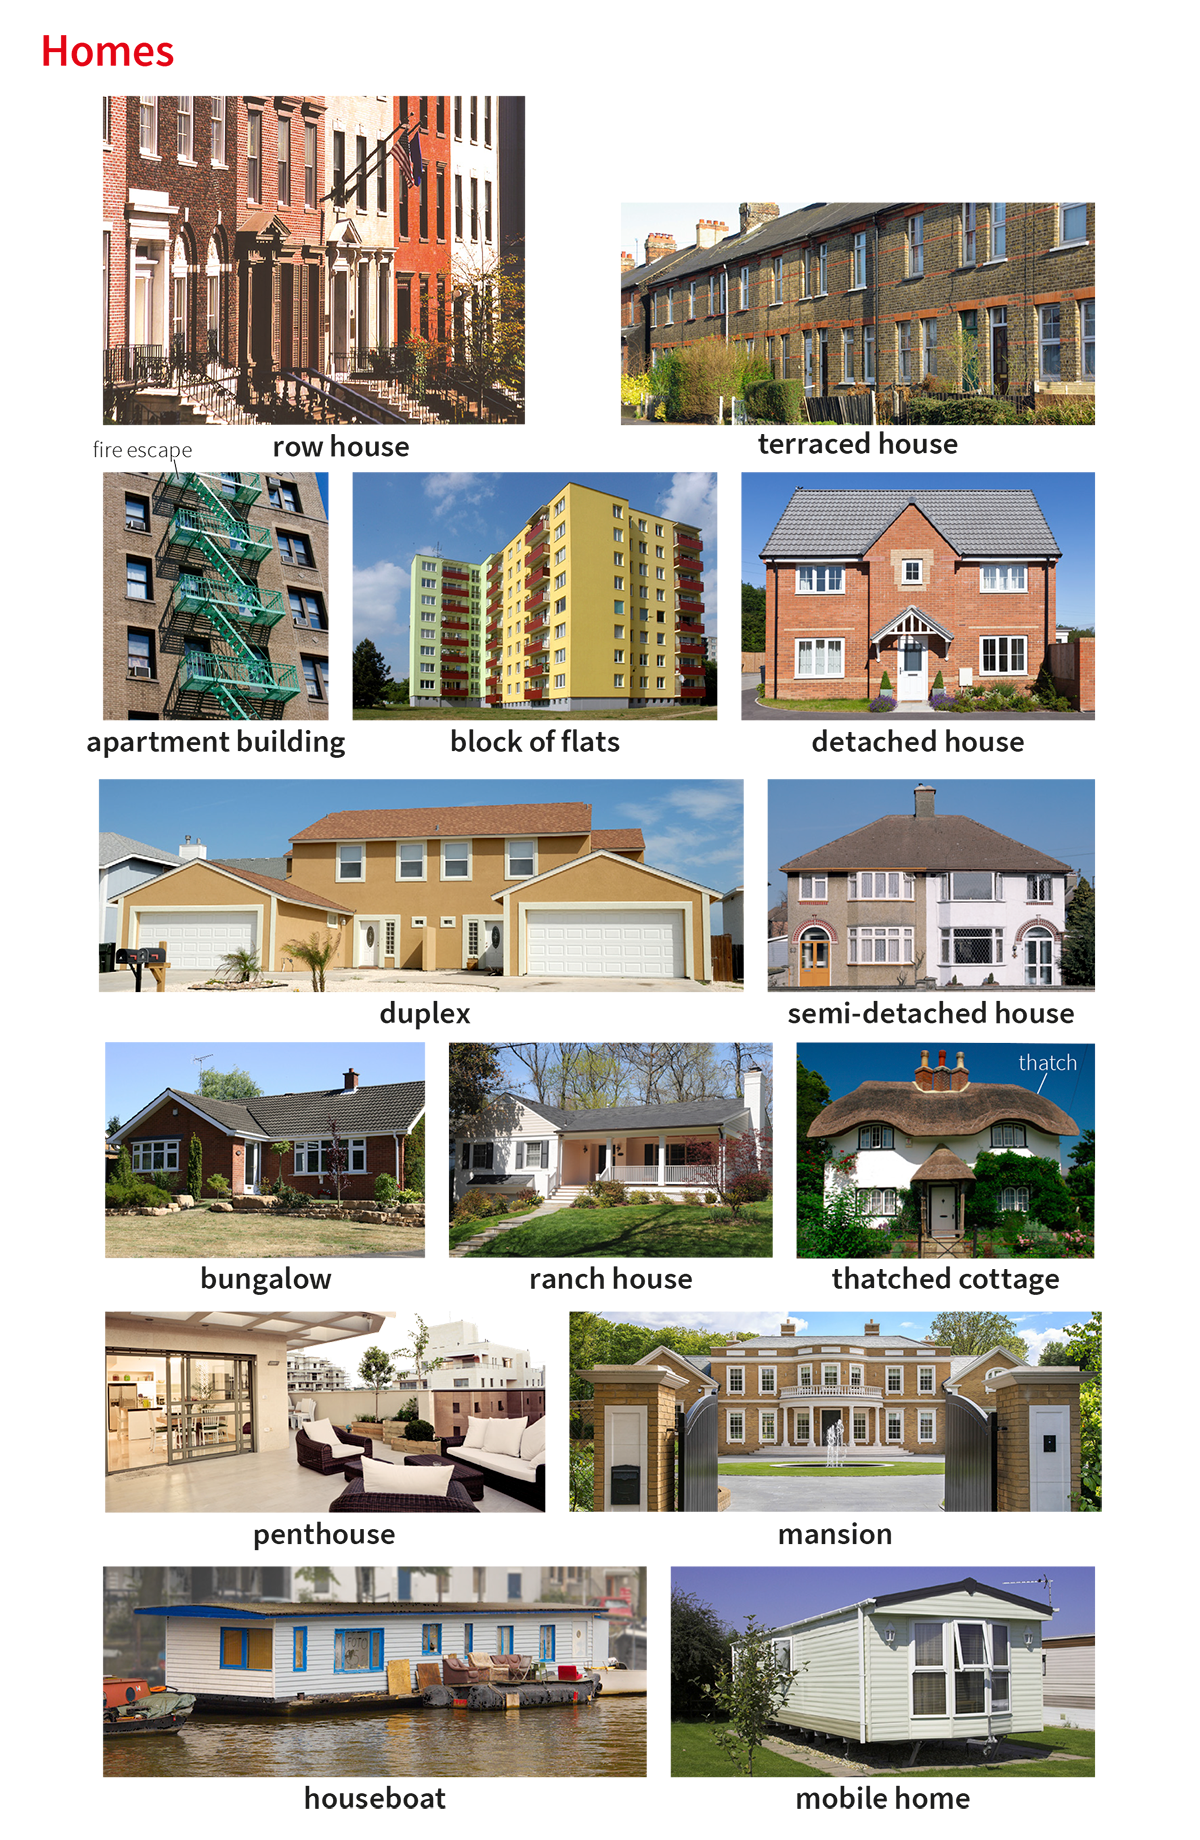 Homes
row house
terraced house
fire escape
apartment building
block of flats
detached house
duplex
semi-detached house
thatch
bungalow
ranch house
thatched cottage
penthouse
mansion
FOTO
houseboat
mobile home